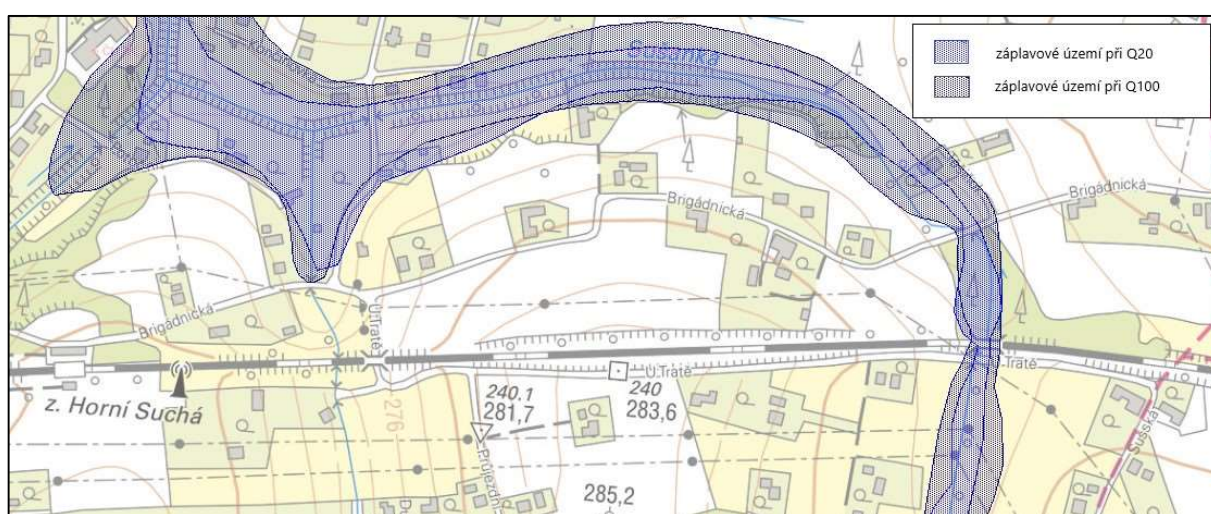 záplavové území při Q20
záplavové území při Q100
Sušanka
Končinovka
Brigádnická
Brigádnická
Brigádnická
U Tratě
U Tratě
Tratě
z. Horní Suchá
240.1
281,7
240
283,6
276
285,2
Průjezdní
Sušská